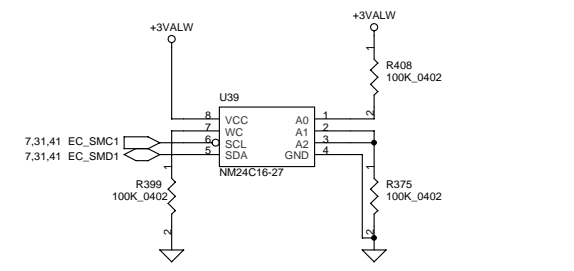 +3VALW
+3VALW
1
R408
100K_0402
2
U39
8 VCC A0 1
7 WC A1 2
7,31,41 EC_SMC1 6 SCL A2 3
7,31,41 EC_SMD1 5 SDA GND 4
NM24C16-27
1
R399
100K_0402
2
1
R375
100K_0402
2